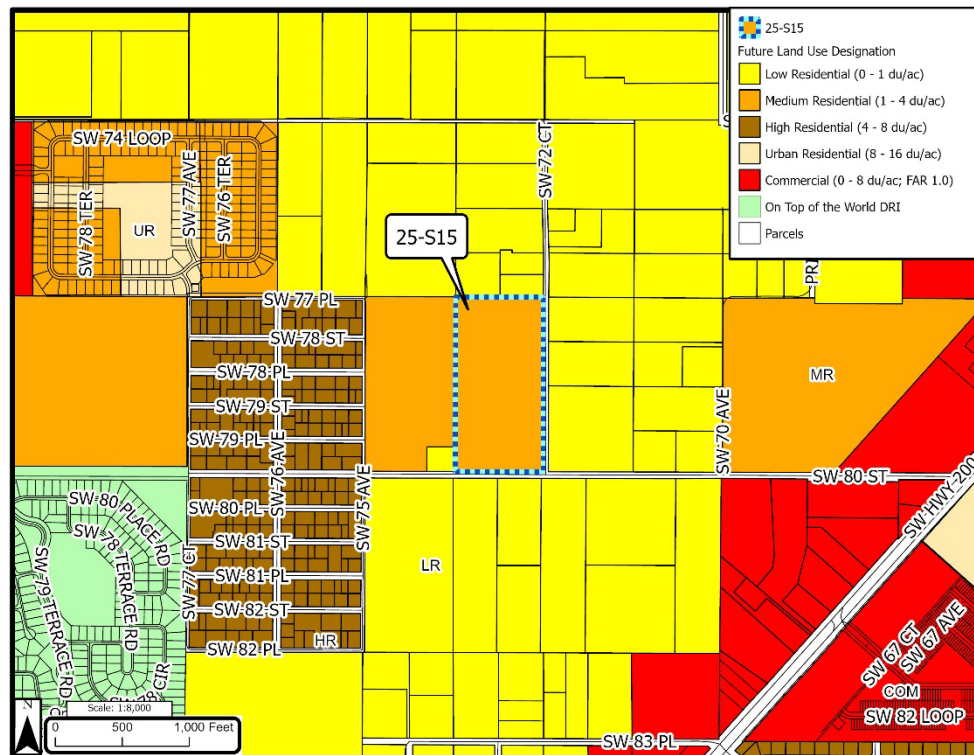 25-S15
Future Land Use Designation
Low Residential (0 - 1 du/ac)
Medium Residential (1 - 4 du/ac)
High Residential (4 - 8 du/ac)
Urban Residential (8 - 16 du/ac)
Commercial (0 - 8 du/ac; FAR 1.0)
On Top of the World DRI
Parcels
SW 74 LOOP
SW 78 TER
SW 77 AVE
SW 76 TER
UR
SW 72 CT
25-S15
SW 77 PL
SW 78 ST
SW 78 PL
SW 79 ST
SW 79 PL
SW 76 AVE
SW 75 AVE
SW 70 AVE
MR
SW 80 ST
SW HWY 200
SW 80 PLACE RD
SW 78 TERRACE RD
SW 79 TERRACE RD
SW 77 CT
SW 80 PL
SW 81 ST
SW 81 PL
SW 82 ST
SW 82 PL
HR
LR
SW 67 CT
SW 67 AVE
COM
SW 82 LOOP
SW 83 PL
N
Scale: 1:8,000
0 500 1,000 Feet